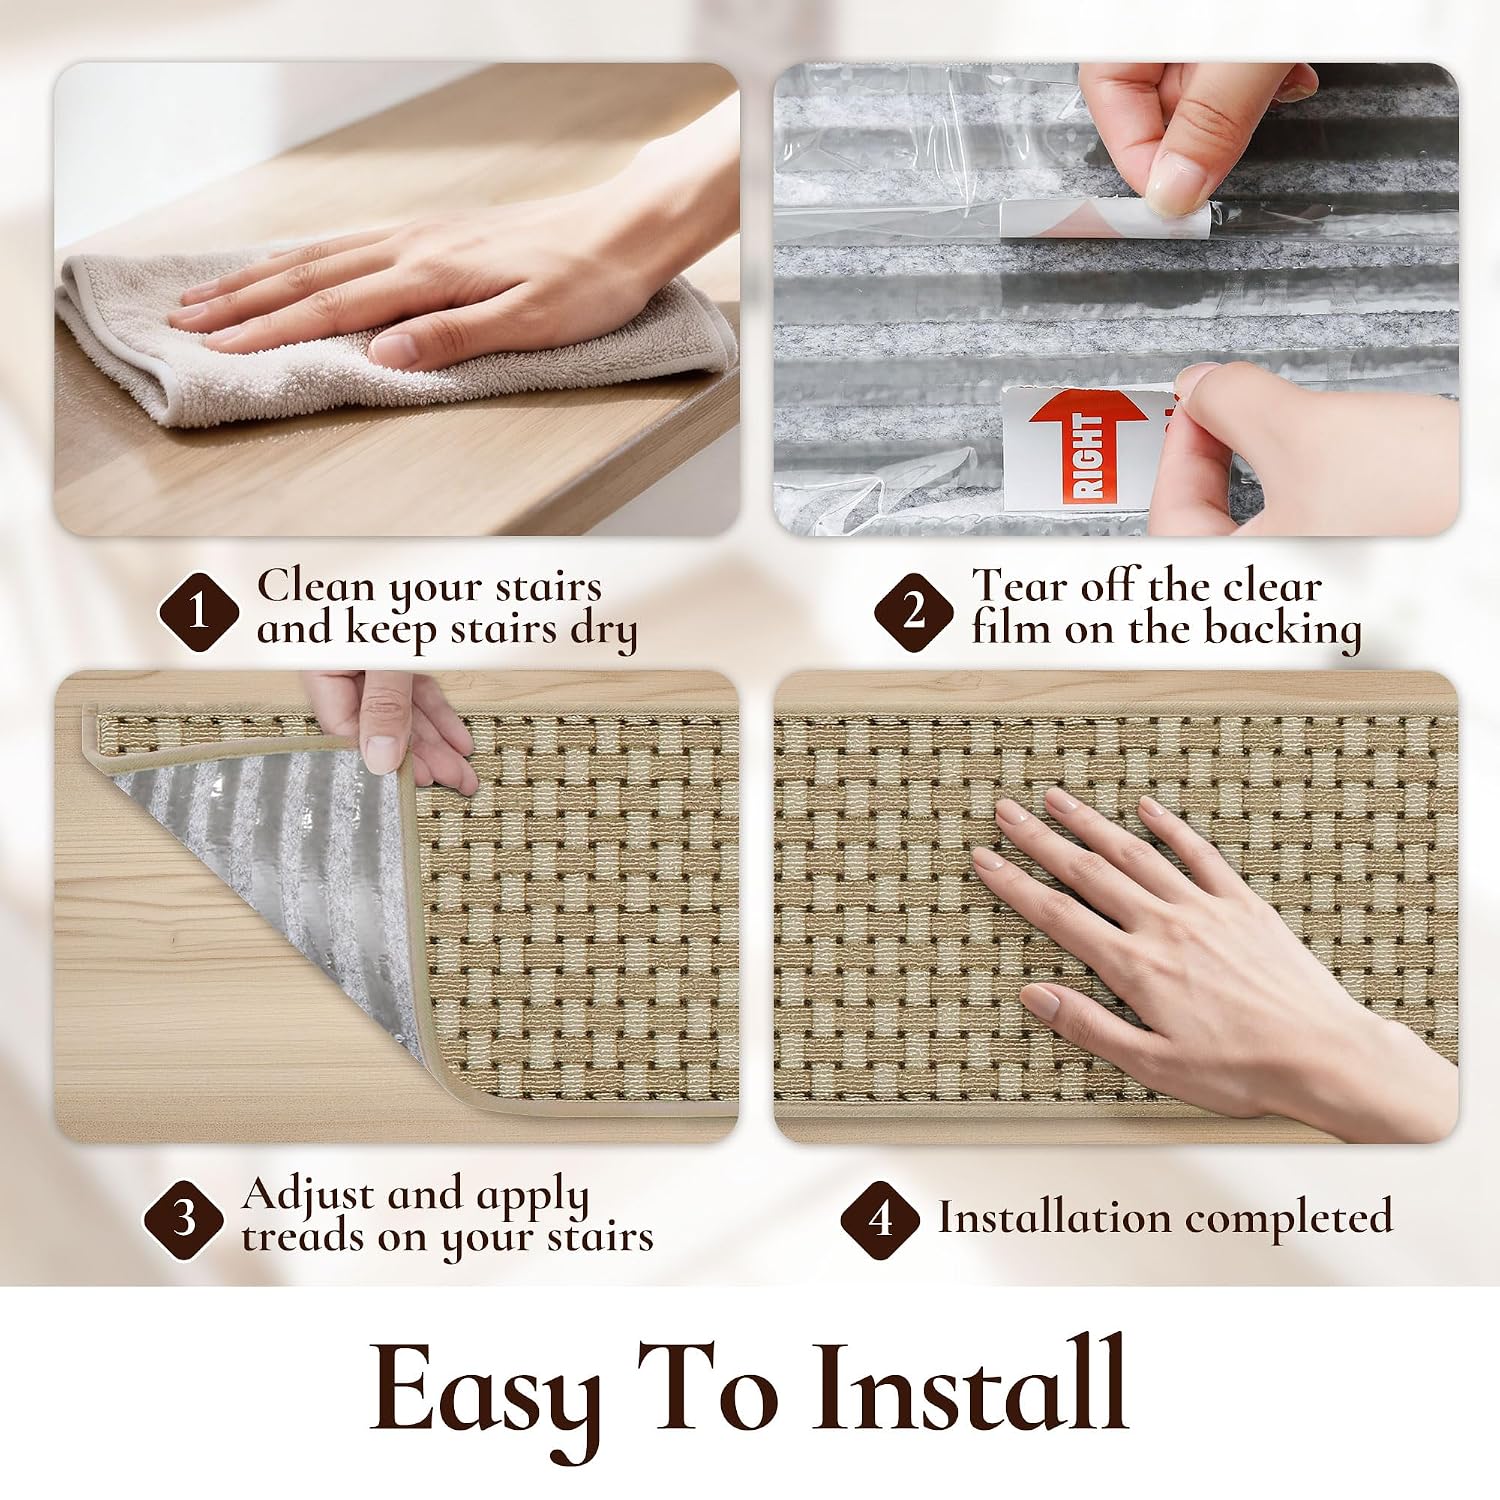 RIGHT
1
Clean your stairs
and keep stairs dry
2
Tear off the clear
film on the backing
3
Adjust and apply
treads on your stairs
4
Installation completed
Easy To Install